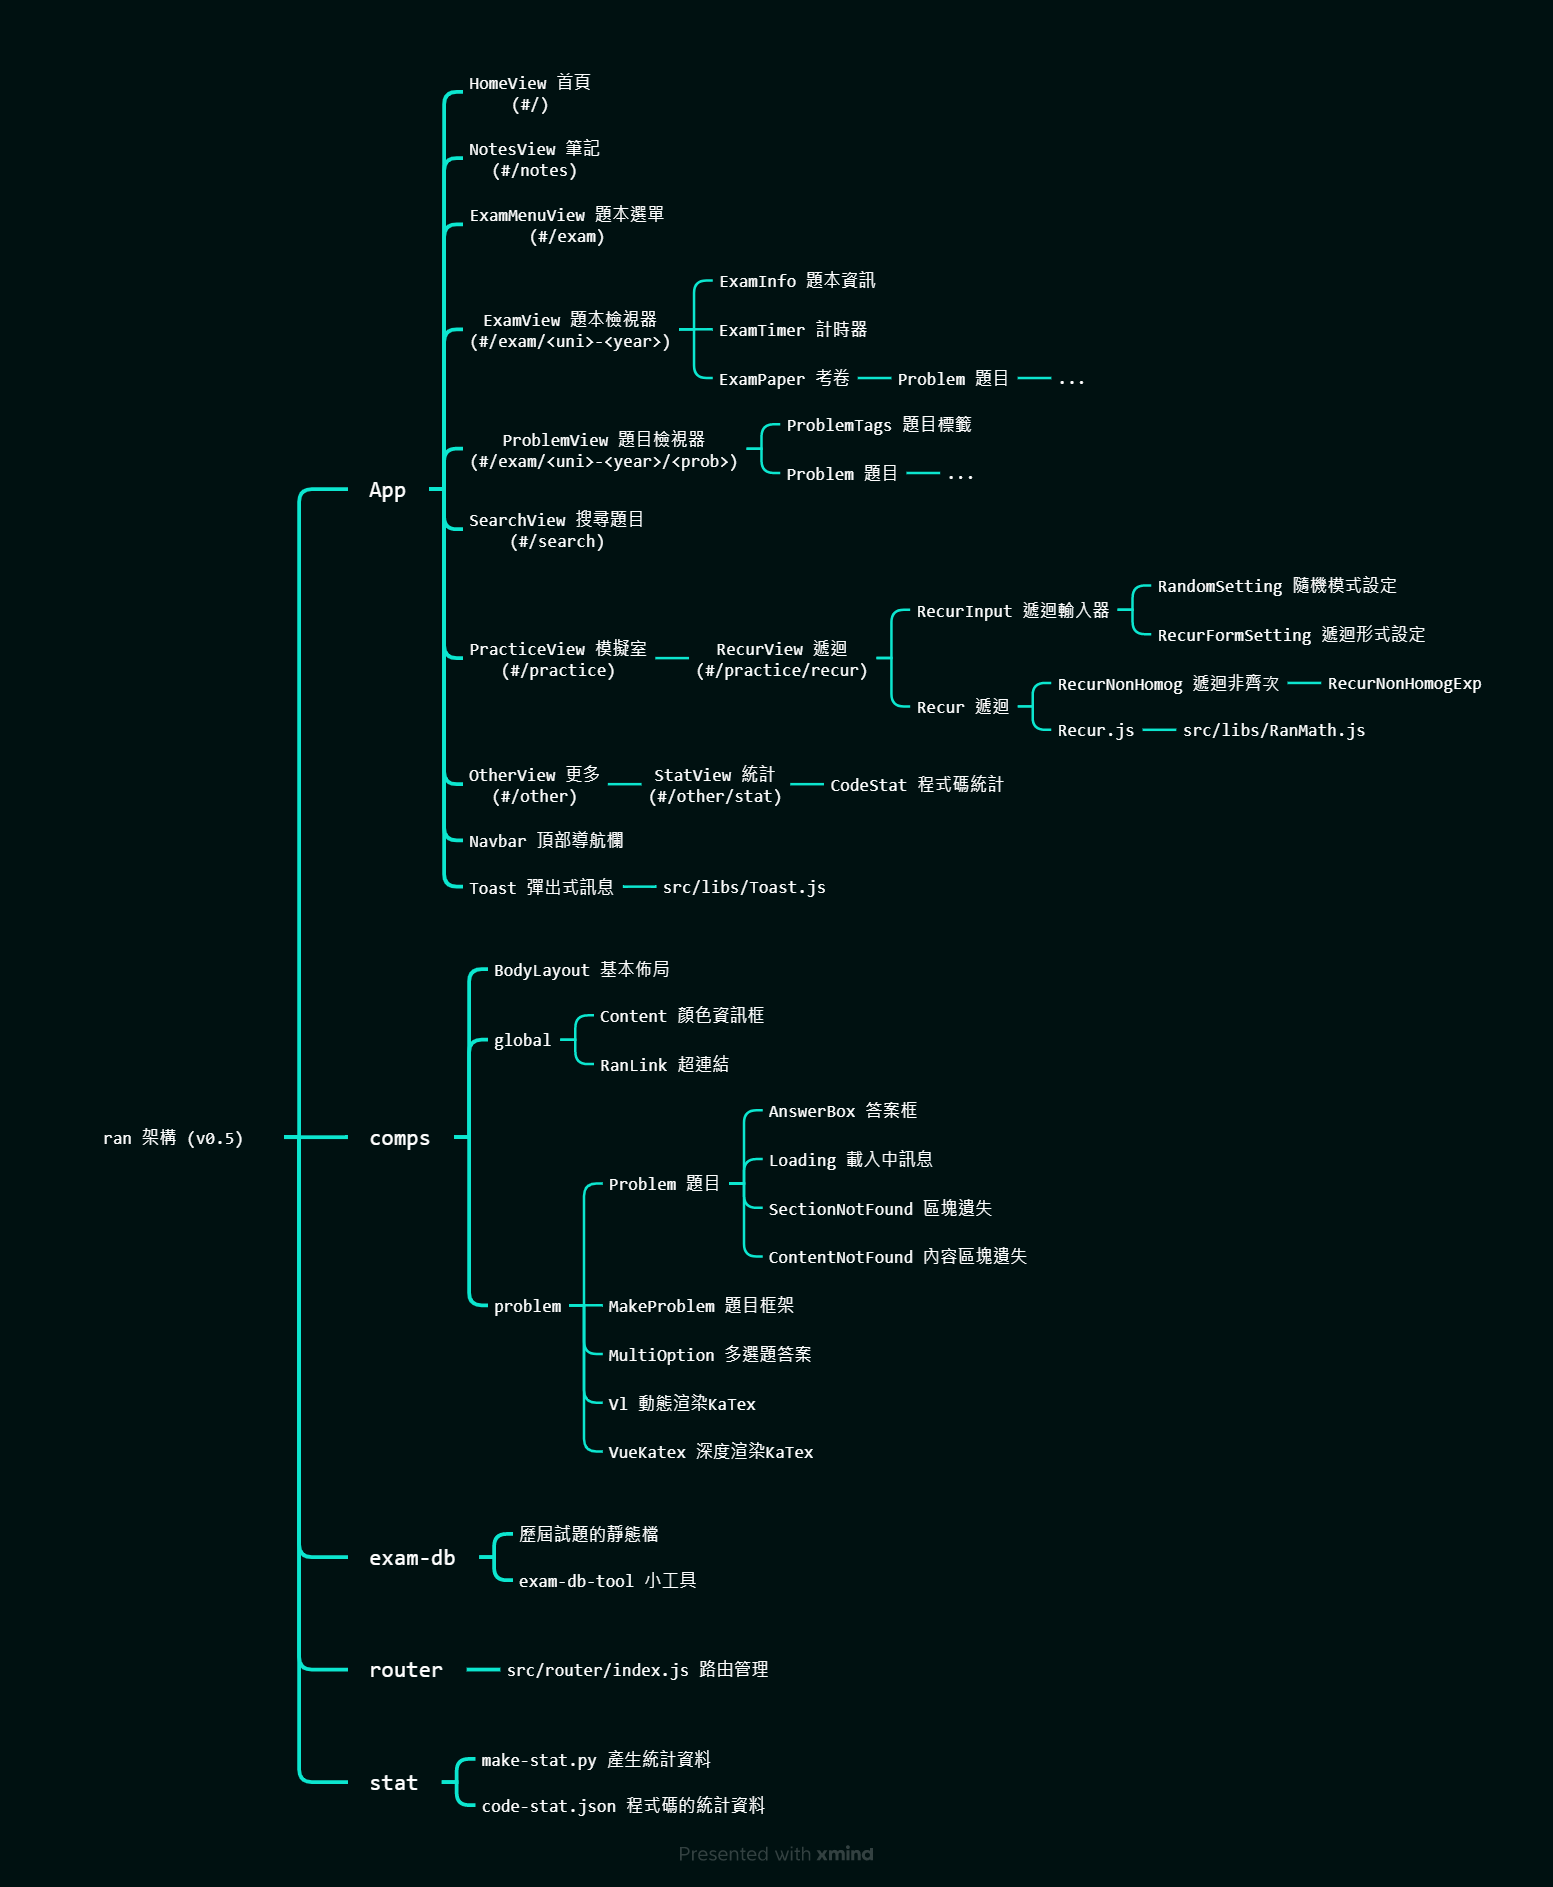 ran 架構 (v0.5)
App
HomeView 首頁
(#/)
NotesView 筆記
(#/notes)
ExamMenuView 題本選單
(#/exam)
ExamView 題本檢視器
(#/exam/<uni>-<year>)
ExamInfo 題本資訊
ExamTimer 計時器
ExamPaper 考卷
Problem 題目
...
ProblemView 題目檢視器
(#/exam/<uni>-<year>/<prob>)
ProblemTags 題目標籤
Problem 題目
...
SearchView 搜尋題目
(#/search)
PracticeView 模擬室
(#/practice)
RecurView 遞迴
(#/practice/recur)
RecurInput 遞迴輸入器
RandomSetting 隨機模式設定
RecurFormSetting 遞迴形式設定
Recur 遞迴
RecurNonHomog 遞迴非齊次
RecurNonHomogExp
Recur.js
src/libs/RanMath.js
OtherView 更多
(#/other)
StatView 統計
(#/other/stat)
CodeStat 程式碼統計
Navbar 頂部導航欄
Toast 彈出式訊息
src/libs/Toast.js
comps
BodyLayout 基本佈局
global
Content 顏色資訊框
RanLink 超連結
problem
Problem 題目
AnswerBox 答案框
Loading 載入中訊息
SectionNotFound 區塊遺失
ContentNotFound 內容區塊遺失
MakeProblem 題目框架
MultiOption 多選題答案
Vl 動態渲染KaTex
VueKatex 深度渲染KaTex
exam-db
歷屆試題的靜態檔
exam-db-tool 小工具
router
src/router/index.js 路由管理
stat
make-stat.py 產生統計資料
code-stat.json 程式碼的統計資料
Presented with xmind